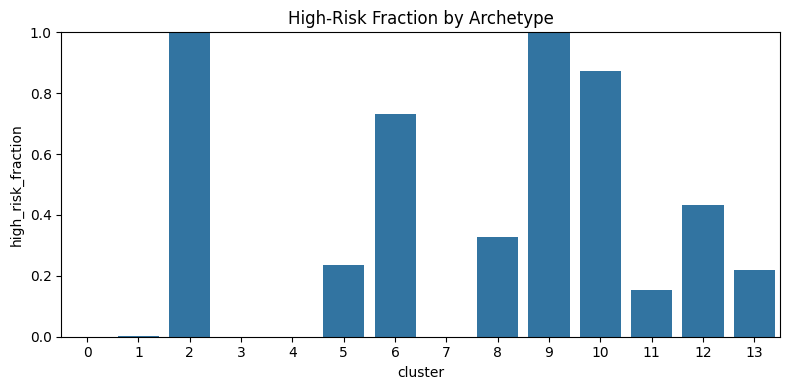 High-Risk Fraction by Archetype
high_risk_fraction
1.0
0.8
0.6
0.4
0.2
0.0
0 1 2 3 4 5 6 7 8 9 10 11 12 13
cluster